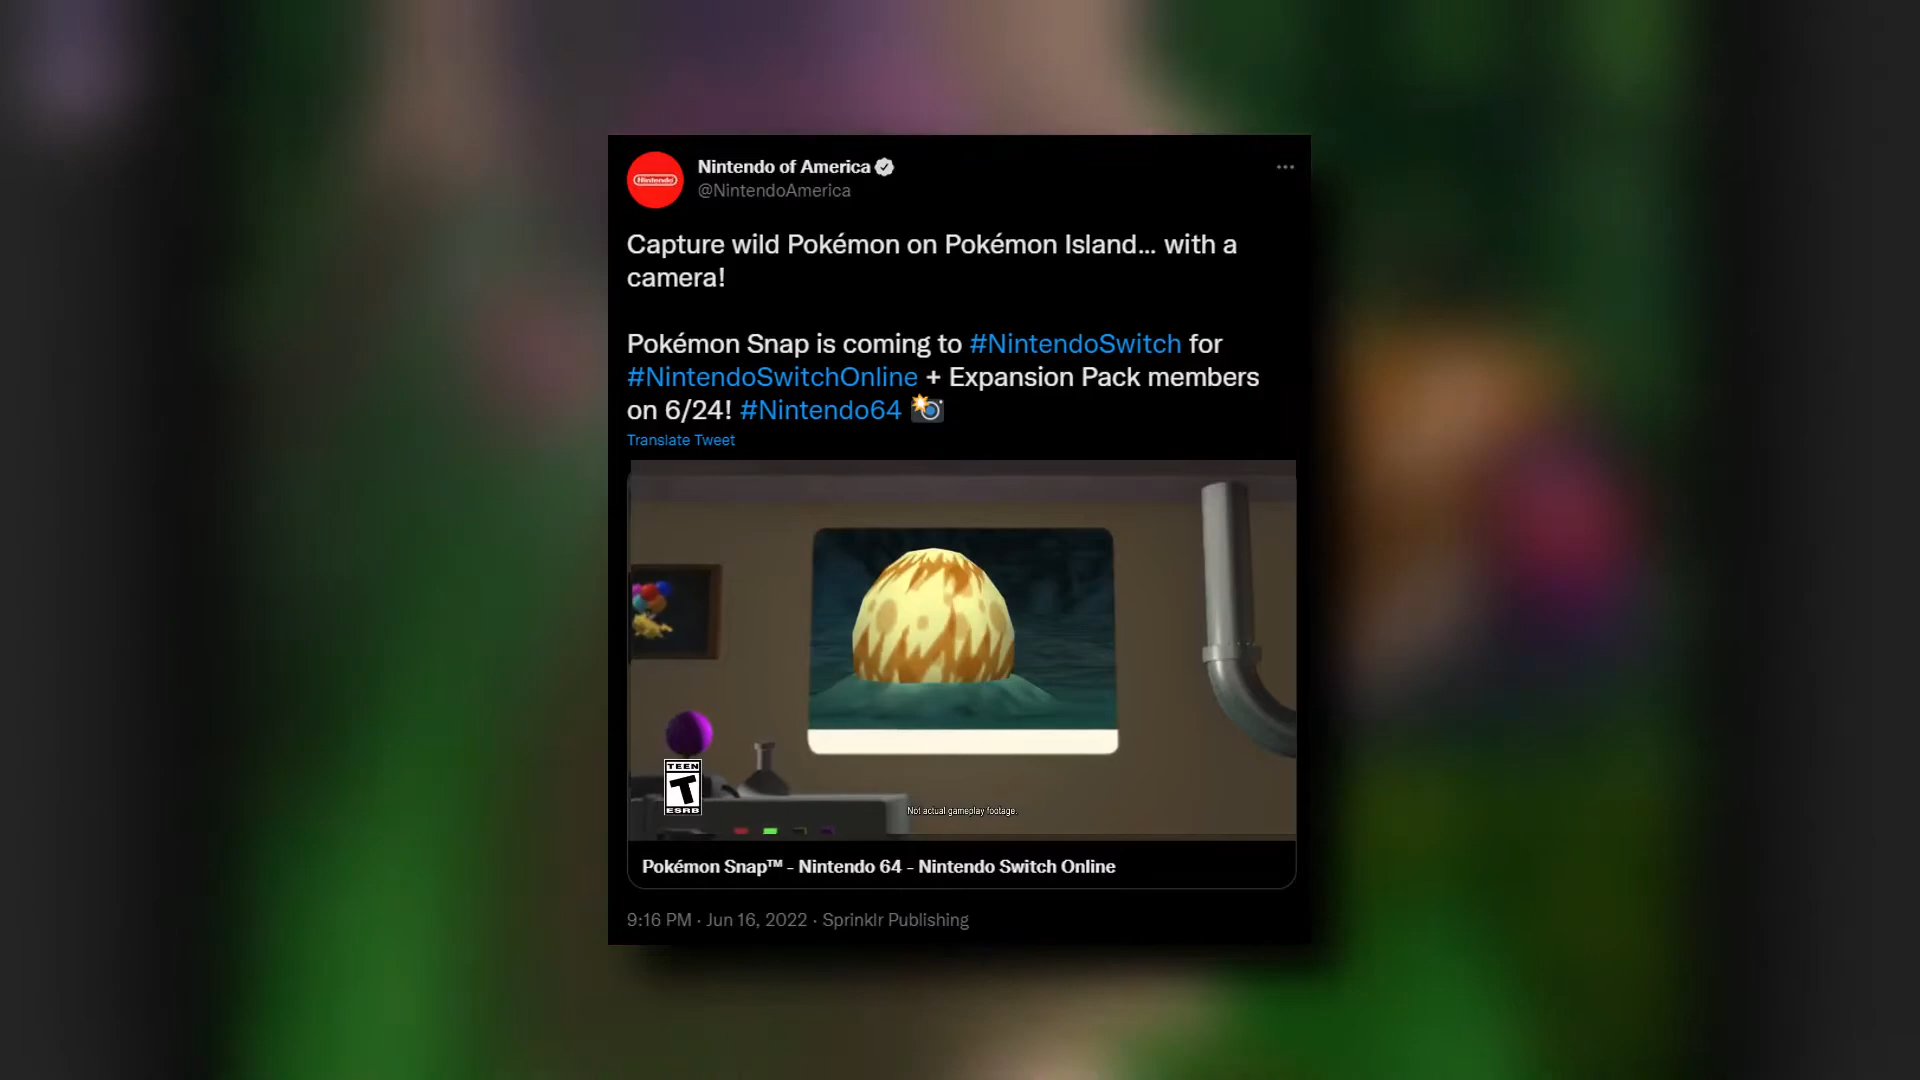 Nintendo of America
@NintendoAmerica
Nintendo
Capture wild Pokémon on Pokémon Island... with a
camera!
Pokémon Snap is coming to #NintendoSwitch for
#NintendoSwitchOnline + Expansion Pack members
on 6/24! #Nintendo64
Translate Tweet
TEEN
T
ESRB
Not actual gameplay footage.
Pokémon Snap™ - Nintendo 64 - Nintendo Switch Online
9:16 PM · Jun 16, 2022 · Sprinklr Publishing